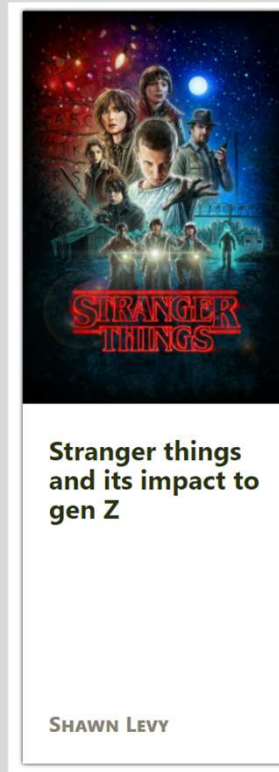 STRANGER
THINGS
Stranger things
and its impact to
gen Z
SHAWN LEVY